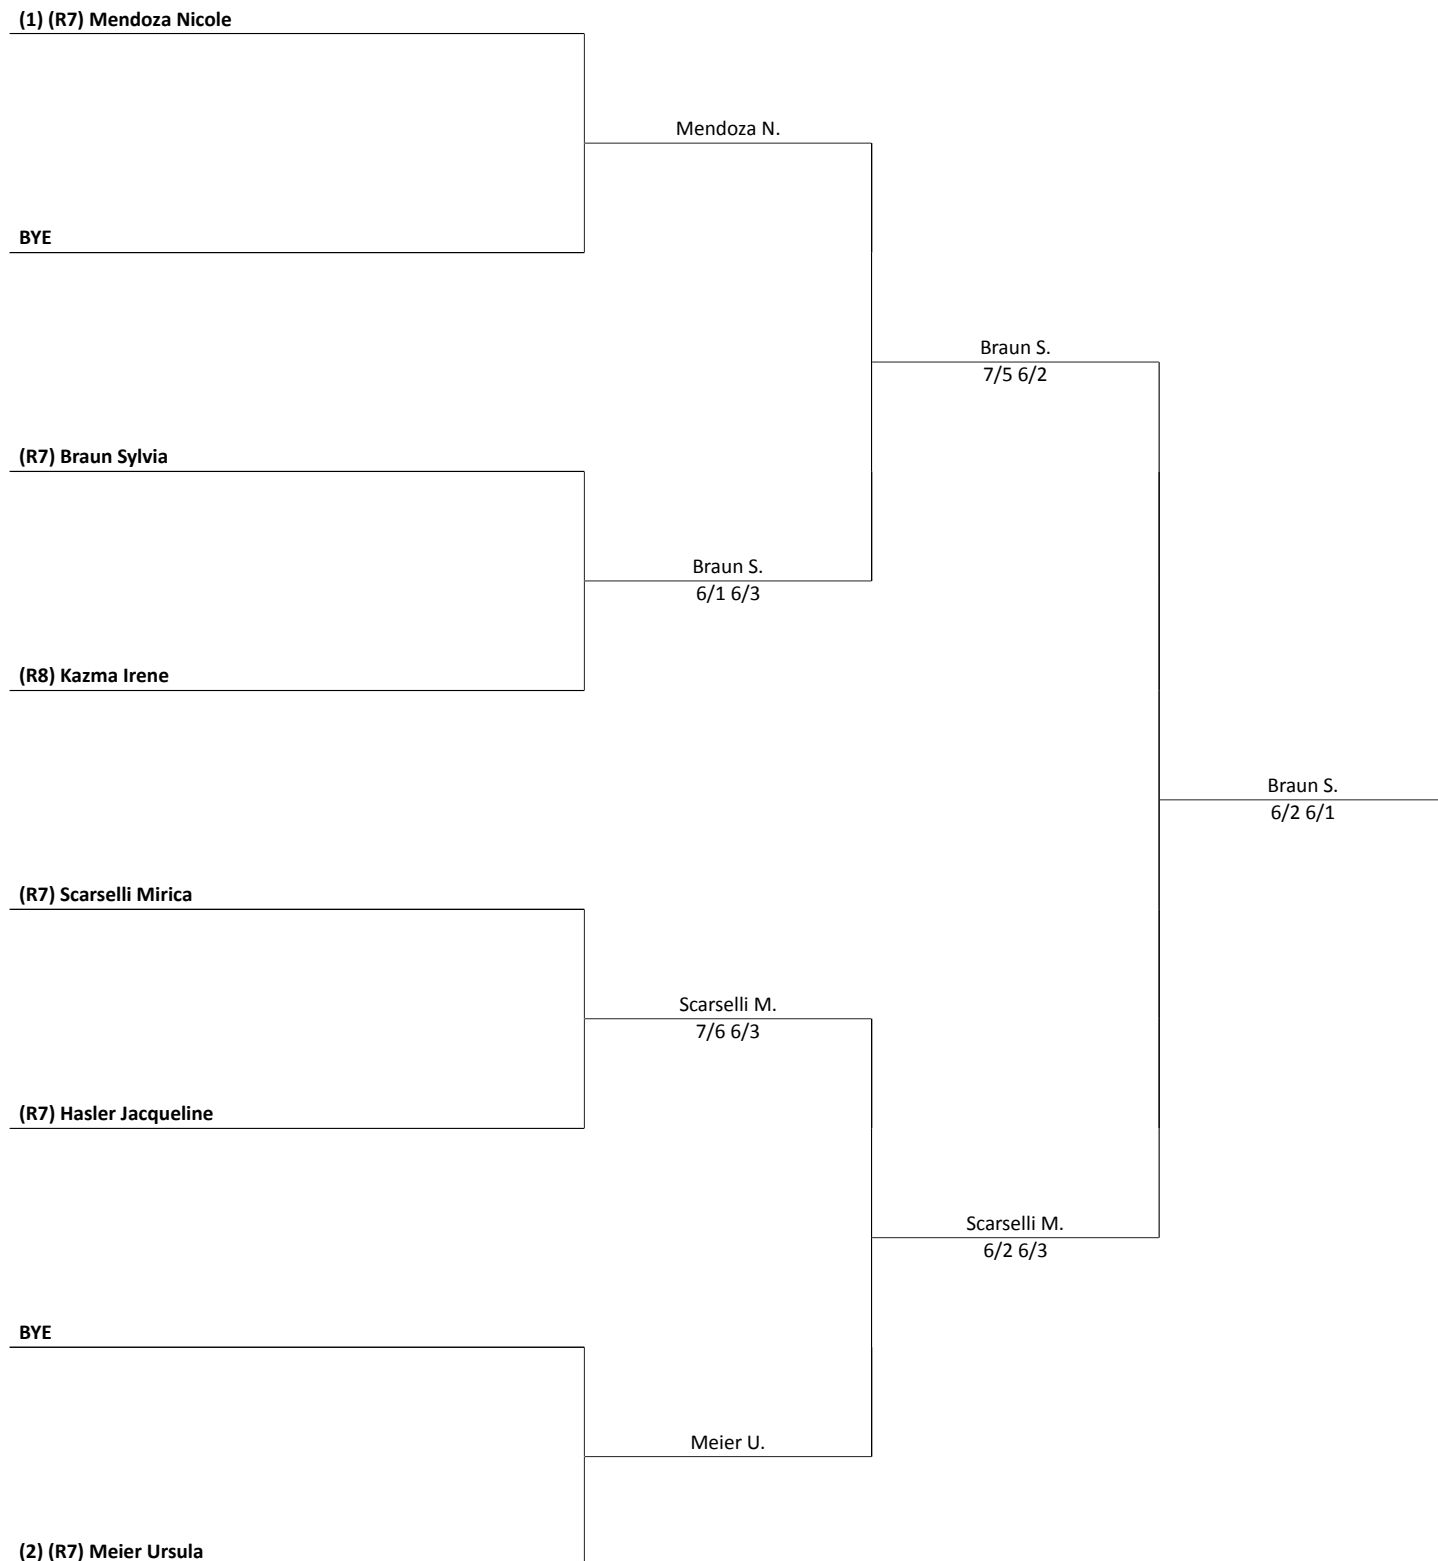 (1) (R7) Mendoza Nicole
Mendoza N.
BYE
Braun S.
7/5 6/2
(R7) Braun Sylvia
Braun S.
6/1 6/3
(R8) Kazma Irene
Braun S.
6/2 6/1
(R7) Scarselli Mirica
Scarselli M.
7/6 6/3
(R7) Hasler Jacqueline
Scarselli M.
6/2 6/3
BYE
Meier U.
(2) (R7) Meier Ursula